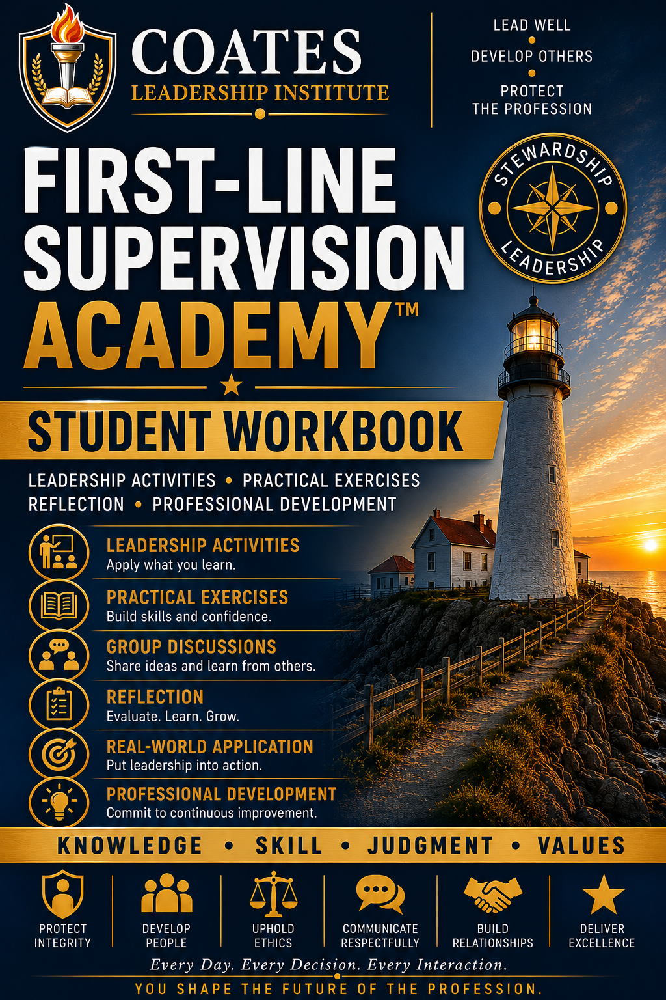 COATES
LEADERSHIP INSTITUTE
LEAD WELL
DEVELOP OTHERS
PROTECT
THE PROFESSION
FIRST-LINE
SUPERVISION
ACADEMY™
STEWARDSHIP
LEADERSHIP
STUDENT WORKBOOK
LEADERSHIP ACTIVITIES • PRACTICAL EXERCISES
REFLECTION • PROFESSIONAL DEVELOPMENT
LEADERSHIP ACTIVITIES
Apply what you learn.
PRACTICAL EXERCISES
Build skills and confidence.
GROUP DISCUSSIONS
Share ideas and learn from others.
REFLECTION
Evaluate. Learn. Grow.
REAL-WORLD APPLICATION
Put leadership into action.
PROFESSIONAL DEVELOPMENT
Commit to continuous improvement.
KNOWLEDGE • SKILL • JUDGMENT • VALUES
PROTECT
INTEGRITY
DEVELOP
PEOPLE
UPHOLD
ETHICS
COMMUNICATE
RESPECTFULLY
BUILD
RELATIONSHIPS
DELIVER
EXCELLENCE
Every Day. Every Decision. Every Interaction.
YOU SHAPE THE FUTURE OF THE PROFESSION.